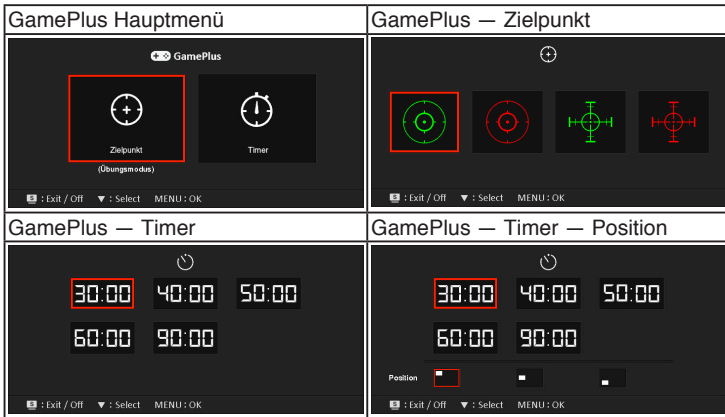 GamePlus Hauptmenü
GamePlus — Zielpunkt
GamePlus
Zielpunkt
Timer
(Übungsmodus)
S : Exit / Off ▼ : Select MENU : OK
S : Exit / Off ▼ : Select MENU : OK
GamePlus — Timer
GamePlus — Timer — Position
30:00 40:00 50:00
60:00 90:00
S : Exit / Off ▼ : Select MENU : OK
30:00 40:00 50:00
60:00 90:00
Position
S : Exit / Off ▼ : Select MENU : OK